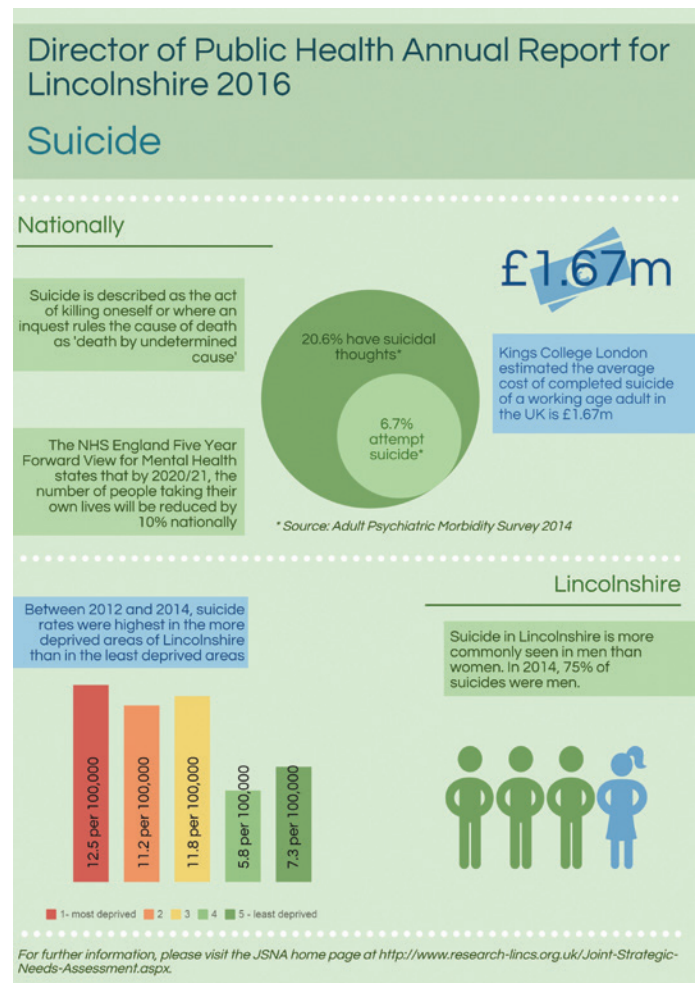 Director of Public Health Annual Report for
Lincolnshire 2016
Suicide
Nationally
Suicide is described as the act
of killing oneself or where an
inquest rules the cause of death
as 'death by undetermined
cause'
The NHS England Five Year
Forward View for Mental Health
states that by 2020/21, the
number of people taking their
own lives will be reduced by
10% nationally
20.6% have suicidal
thoughts*
6.7%
attempt
suicide*
* Source: Adult Psychiatric Morbidity Survey 2014
£1.67m
Kings College London
estimated the average
cost of completed suicide
of a working age adult in
the UK is £1.67m
Lincolnshire
Between 2012 and 2014, suicide
rates were highest in the more
deprived areas of Lincolnshire
than in the least deprived areas
12.5 per 100,000
11.2 per 100,000
11.8 per 100,000
5.8 per 100,000
7.3 per 100,000
1- most deprived
2
3
4
5 - least deprived
Suicide in Lincolnshire is more
commonly seen in men than
women. In 2014, 75% of
suicides were men.
For further information, please visit the JSNA home page at http://www.research-lincs.org.uk/Joint-Strategic-
Needs-Assessment.aspx.